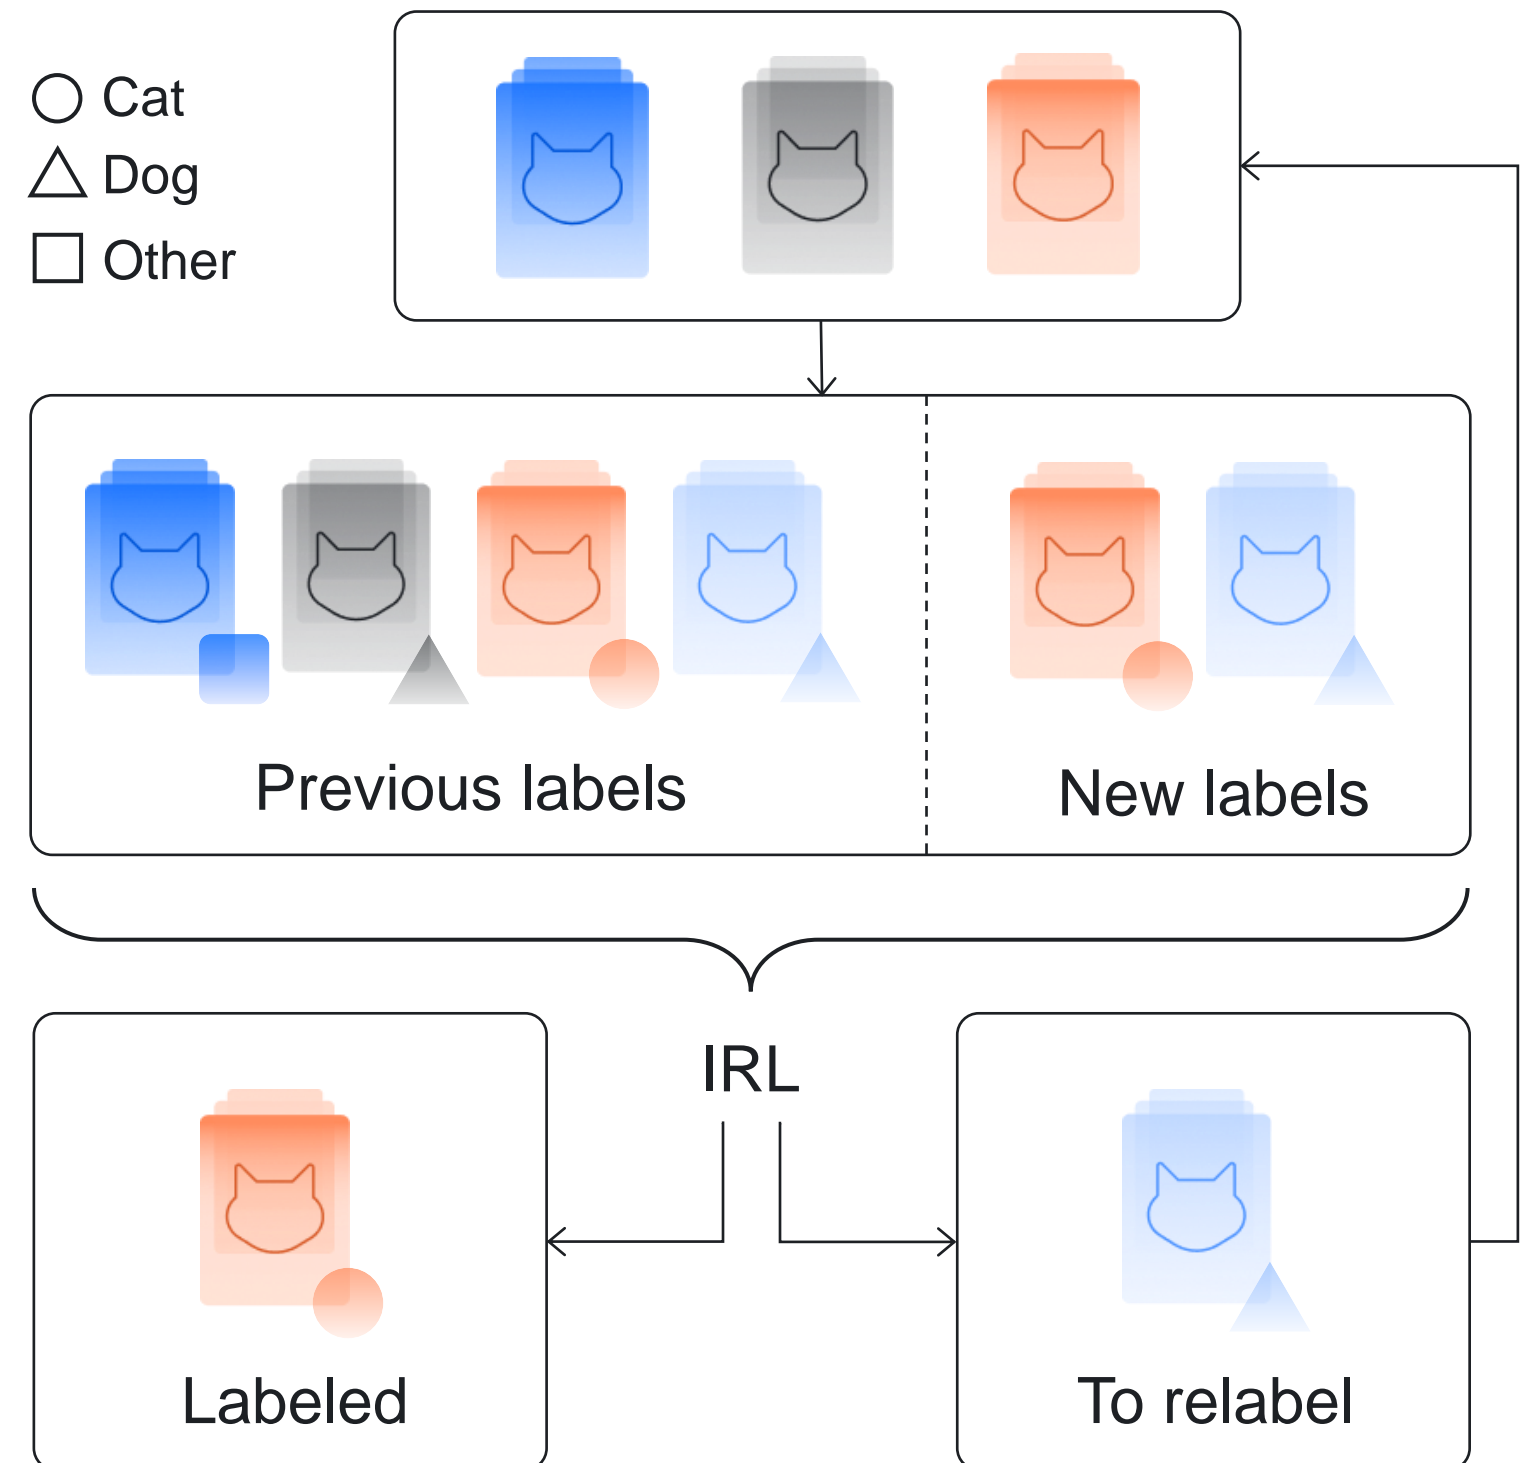 Cat
Dog
Other
Previous labels
New labels
IRL
Labeled
To relabel